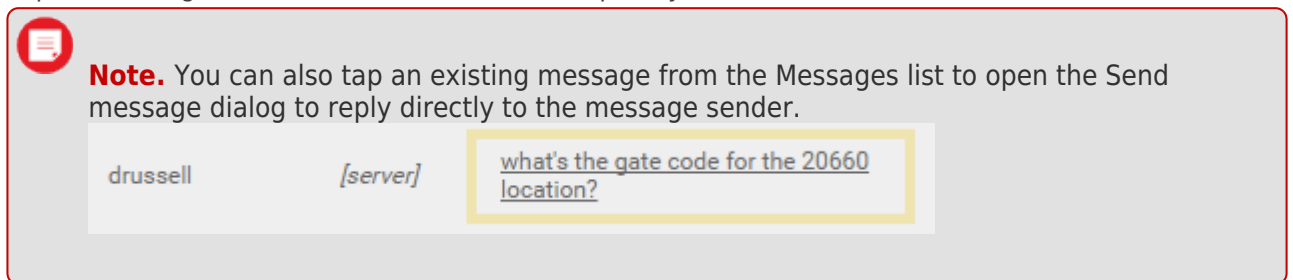 Note. You can also tap an existing message from the Messages list to open the Send
message dialog to reply directly to the message sender.
drussell [server] what's the gate code for the 20660
location?